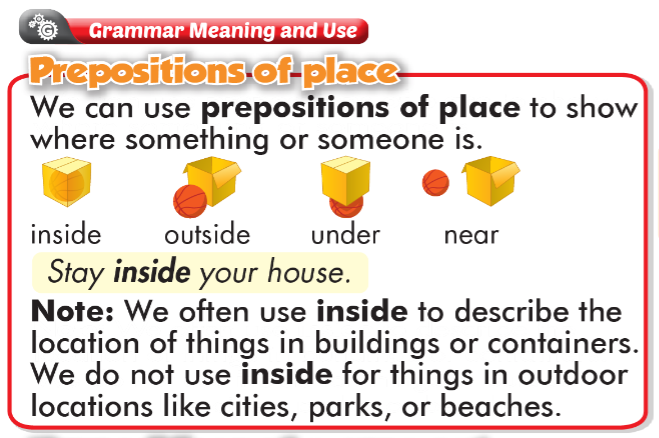 Grammar Meaning and Use
Prepositions of place
We can use prepositions of place to show
where something or someone is.
inside outside under near
Stay inside your house.
Note: We often use inside to describe the
location of things in buildings or containers.
We do not use inside for things in outdoor
locations like cities, parks, or beaches.